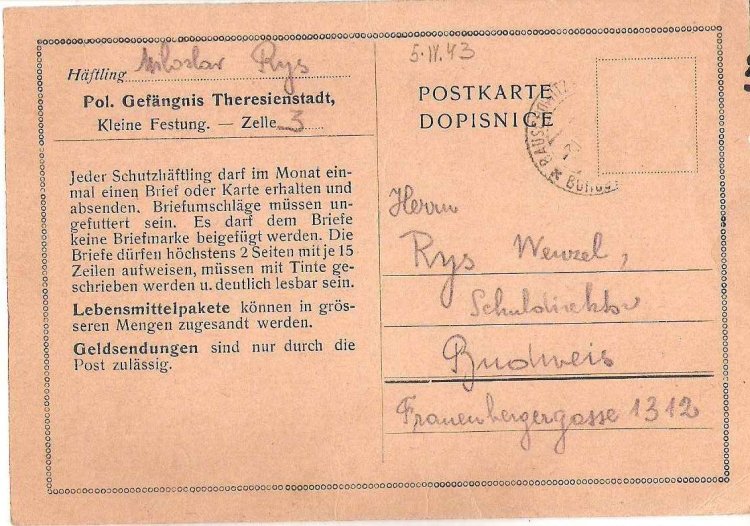 Häftling Miloslav Rys
Pol. Gefängnis Theresienstadt,
Kleine Festung. — Zelle 3
Jeder Schutzhäftling darf im Monat ein-
mal einen Brief oder Karte erhalten und
absenden. Briefumschläge müssen un-
gefuttert sein. Es darf dem Briefe
keine Briefmarke beigefügt werden. Die
Briefe dürfen höchstens 2 Seiten mit je 15
Zeilen aufweisen, müssen mit Tinte ge-
schrieben werden u. deutlich lesbar sein.
Lebensmittelpakete können in grös-
seren Mengen zugesandt werden.
Geldsendungen sind nur durch die
Post zulässig.
POSTKARTE
DOPISNICE
Herrn
Rys Wenzel,
Schuldirektor
Budweis
Frauenbergergasse 1312